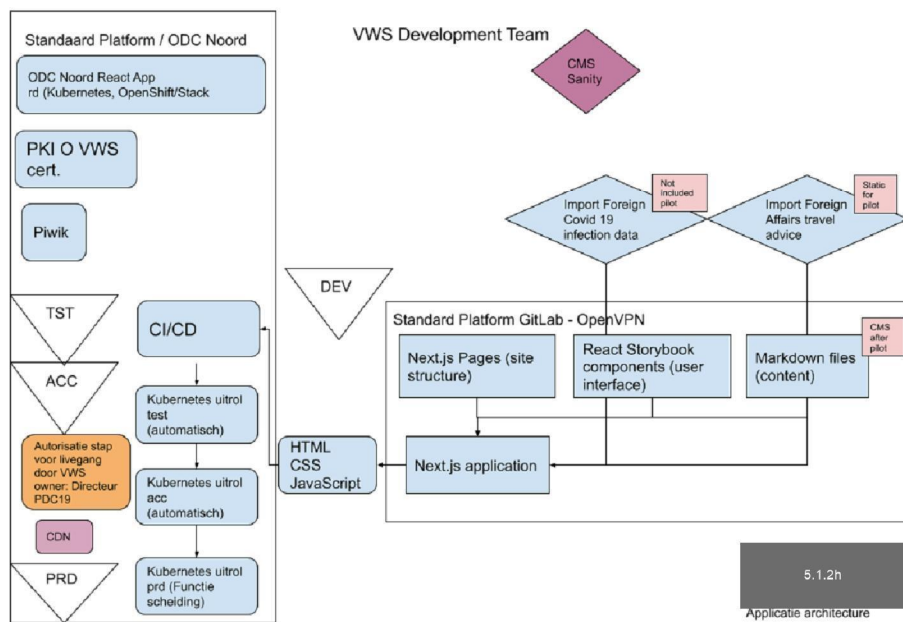 Standaard Platform / ODC Noord
ODC Noord React App
rd (Kubernetes, OpenShift/Stack
PKI O VWS
cert.
Piwik
TST
ACC
Autorisatie stap
voor livegang
door VWS
owner: Directeur
PDC19
CDN
PRD
CI/CD
Kubernetes uitrol
test
(automatisch)
Kubernetes uitrol
acc
(automatisch)
Kubernetes uitrol
prd (Functie
scheiding)
VWS Development Team
CMS
Sanity
Import Foreign
Covid 19
infection data
Not
included
pilot
Import Foreign
Affairs travel
advice
Static
for
pilot
DEV
Standard Platform GitLab - OpenVPN
Next.js Pages (site
structure)
React Storybook
components (user
interface)
Markdown files
(content)
CMS
after
pilot
HTML
CSS
JavaScript
Next.js application
5.1.2h
Applicatie architecture